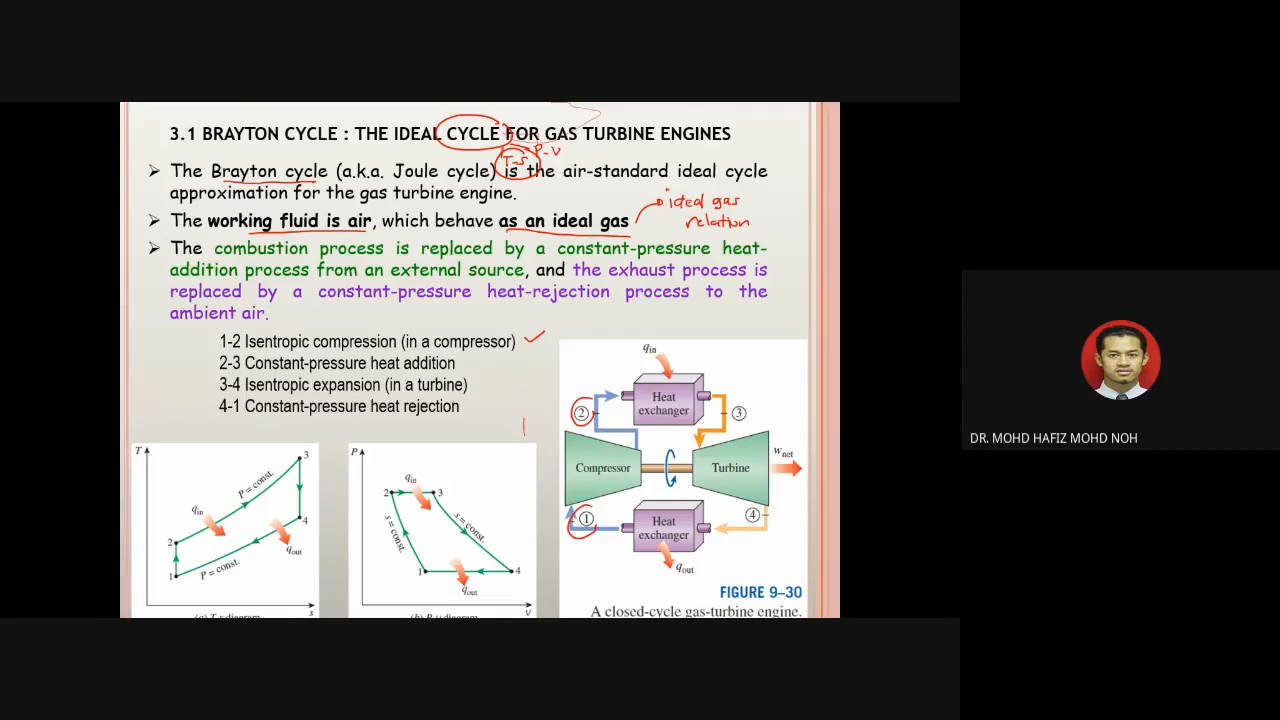 3.1 BRAYTON CYCLE : THE IDEAL CYCLE FOR GAS TURBINE ENGINES
P-V
T-S
➢ The Brayton cycle (a.k.a. Joule cycle) is the air-standard ideal cycle
approximation for the gas turbine engine.
➢ The working fluid is air, which behave as an ideal gas
ideal gas
relation
➢ The combustion process is replaced by a constant-pressure heat-
addition process from an external source, and the exhaust process is
replaced by a constant-pressure heat-rejection process to the
ambient air.
1-2 Isentropic compression (in a compressor)
2-3 Constant-pressure heat addition
3-4 Isentropic expansion (in a turbine)
4-1 Constant-pressure heat rejection
T
3
P = const.
qin
2
4
qout
1
P = const.
s
(a) T-s diagram
P
qin
2
3
s = const.
s = const.
1
4
qout
v
(b) P-v diagram
qin
Heat
exchanger
2
3
Compressor
Turbine
wnet
1
4
Heat
exchanger
qout
FIGURE 9–30
A closed-cycle gas-turbine engine.
DR. MOHD HAFIZ MOHD NOH